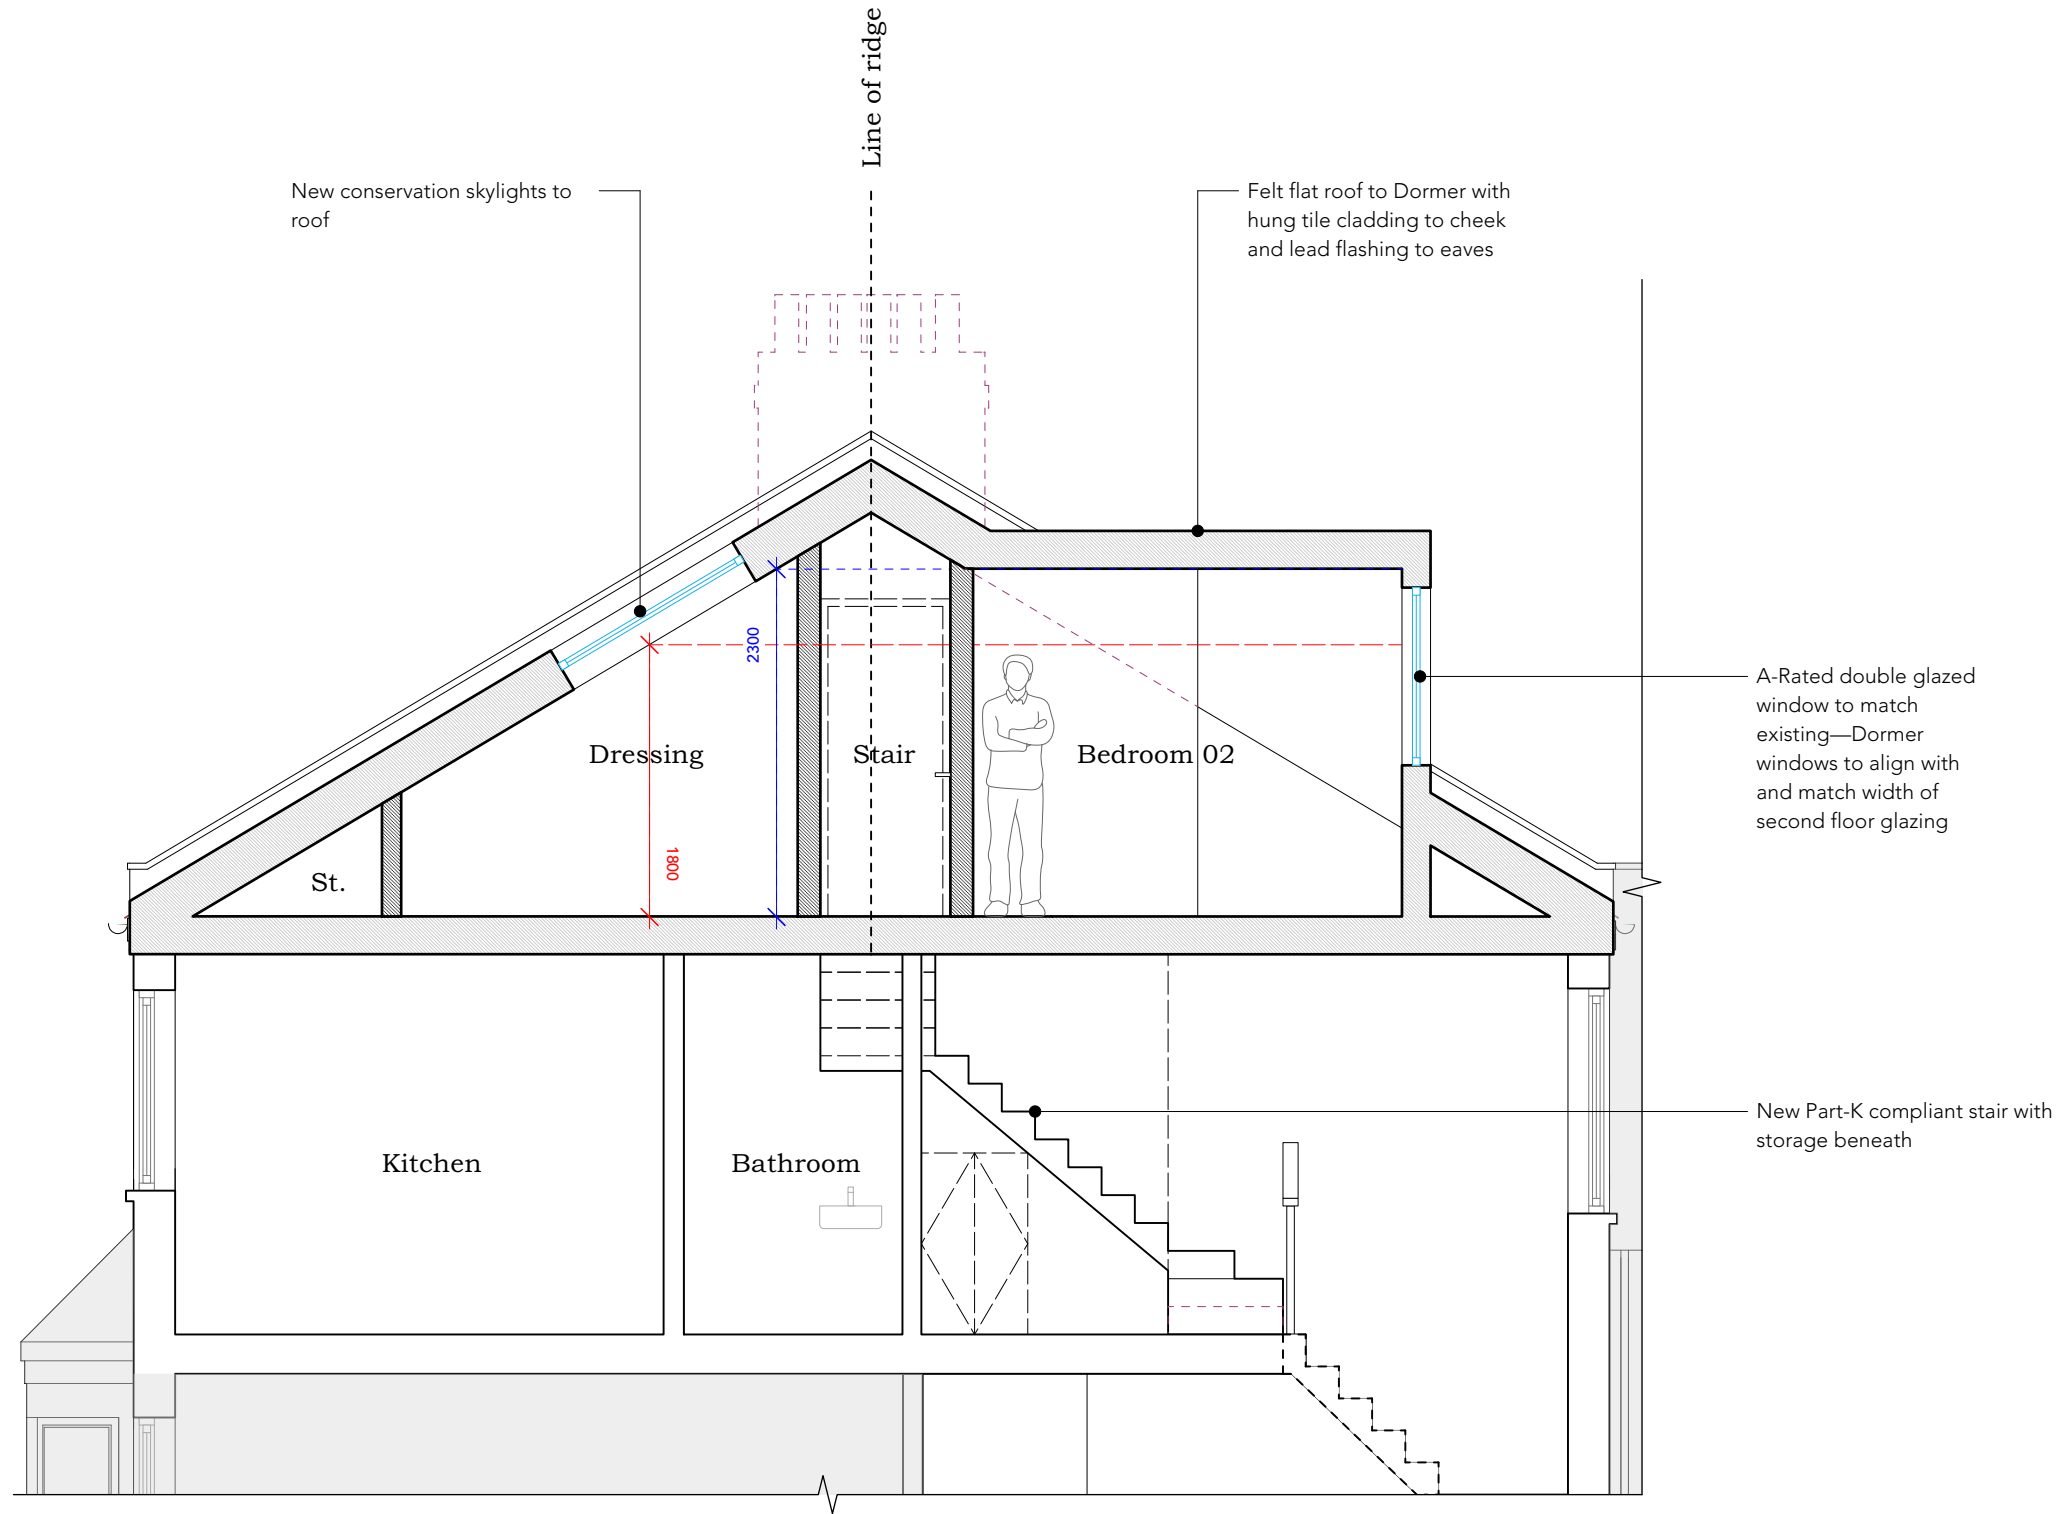 Line of ridge
New conservation skylights to
roof
Felt flat roof to Dormer with
hung tile cladding to cheek
and lead flashing to eaves
2300
A-Rated double glazed
window to match
existing—Dormer
windows to align with
and match width of
second floor glazing
Dressing
Stair
Bedroom 02
1800
St.
New Part-K compliant stair with
storage beneath
Kitchen
Bathroom